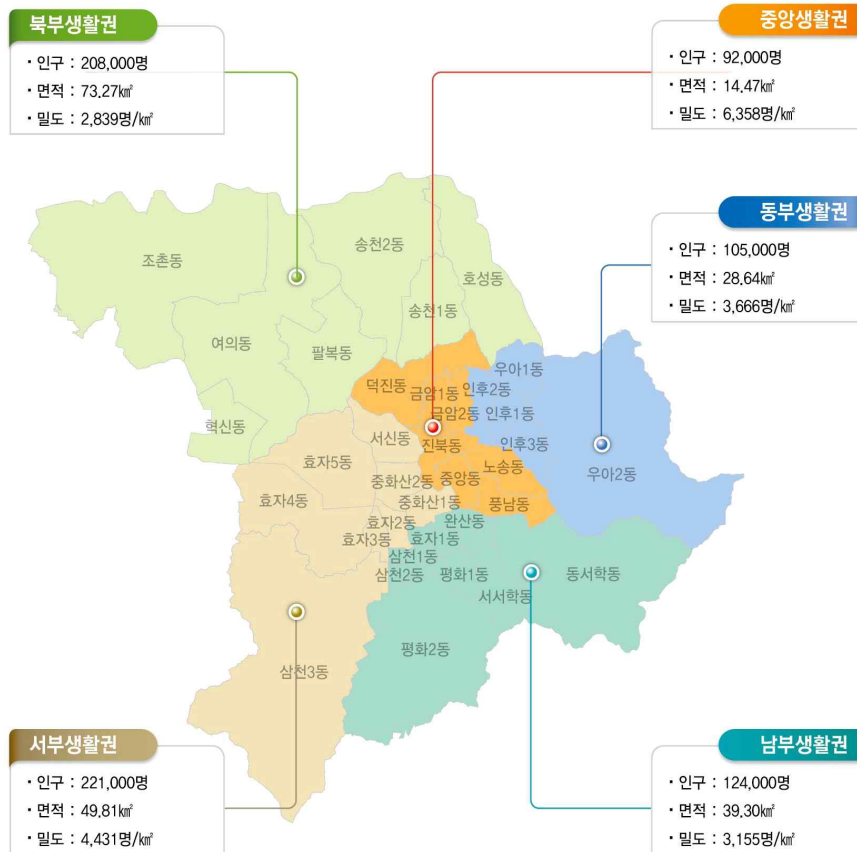 북부생활권
· 인구 : 208,000명
· 면적 : 73.27㎢
· 밀도 : 2,839명/㎢
중앙생활권
· 인구 : 92,000명
· 면적 : 14.47㎢
· 밀도 : 6,358명/㎢
동부생활권
· 인구 : 105,000명
· 면적 : 28.64㎢
· 밀도 : 3,666명/㎢
조촌동
송천2동
호성동
송천1동
여의동
팔복동
혁신동
덕진동
금암1동
금암2동
우아1동
인후2동
인후1동
인후3동
우아2동
서신동
진북동
효자5동
중화산2동
중앙동
노송동
효자4동
중화산1동
풍남동
효자2동
완산동
효자3동
효자1동
삼천1동
삼천2동
평화1동
서서학동
동서학동
평화2동
삼천3동
서부생활권
· 인구 : 221,000명
· 면적 : 49.81㎢
· 밀도 : 4,431명/㎢
남부생활권
· 인구 : 124,000명
· 면적 : 39.30㎢
· 밀도 : 3,155명/㎢